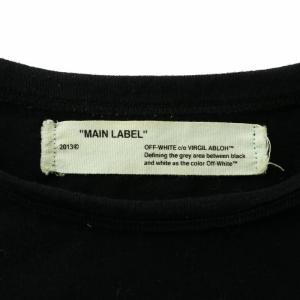 "MAIN LABEL"
2013© OFF-WHITE c/o VIRGIL ABLOH™
Defining the grey area between black
and white as the color Off-White™